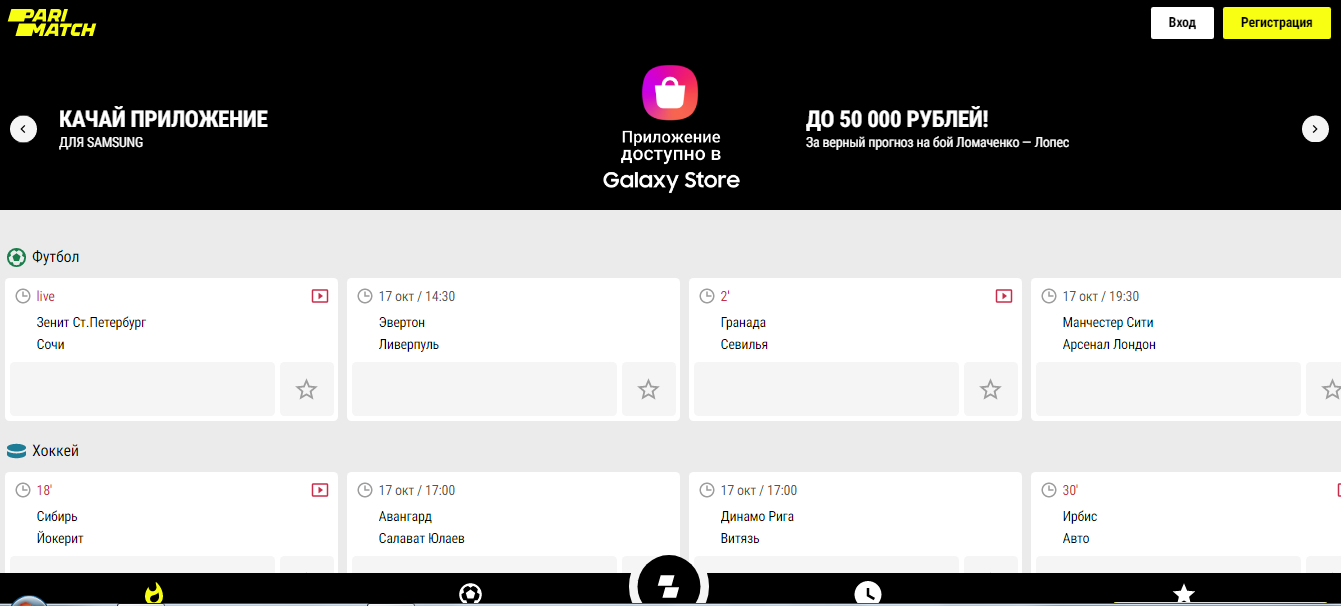 PARI MATCH
Вход
Регистрация
КАЧАЙ ПРИЛОЖЕНИЕ
ДЛЯ SAMSUNG
Приложение
доступно в
Galaxy Store
ДО 50 000 РУБЛЕЙ!
За верный прогноз на бой Ломаченко — Лопес
Футбол
live
Зенит Ст.Петербург
Сочи
17 окт / 14:30
Эвертон
Ливерпуль
2'
Гранада
Севилья
17 окт / 19:30
Манчестер Сити
Арсенал Лондон
Хоккей
18'
Сибирь
Йокерит
17 окт / 17:00
Авангард
Салават Юлаев
17 окт / 17:00
Динамо Рига
Витязь
30'
Ирбис
Авто